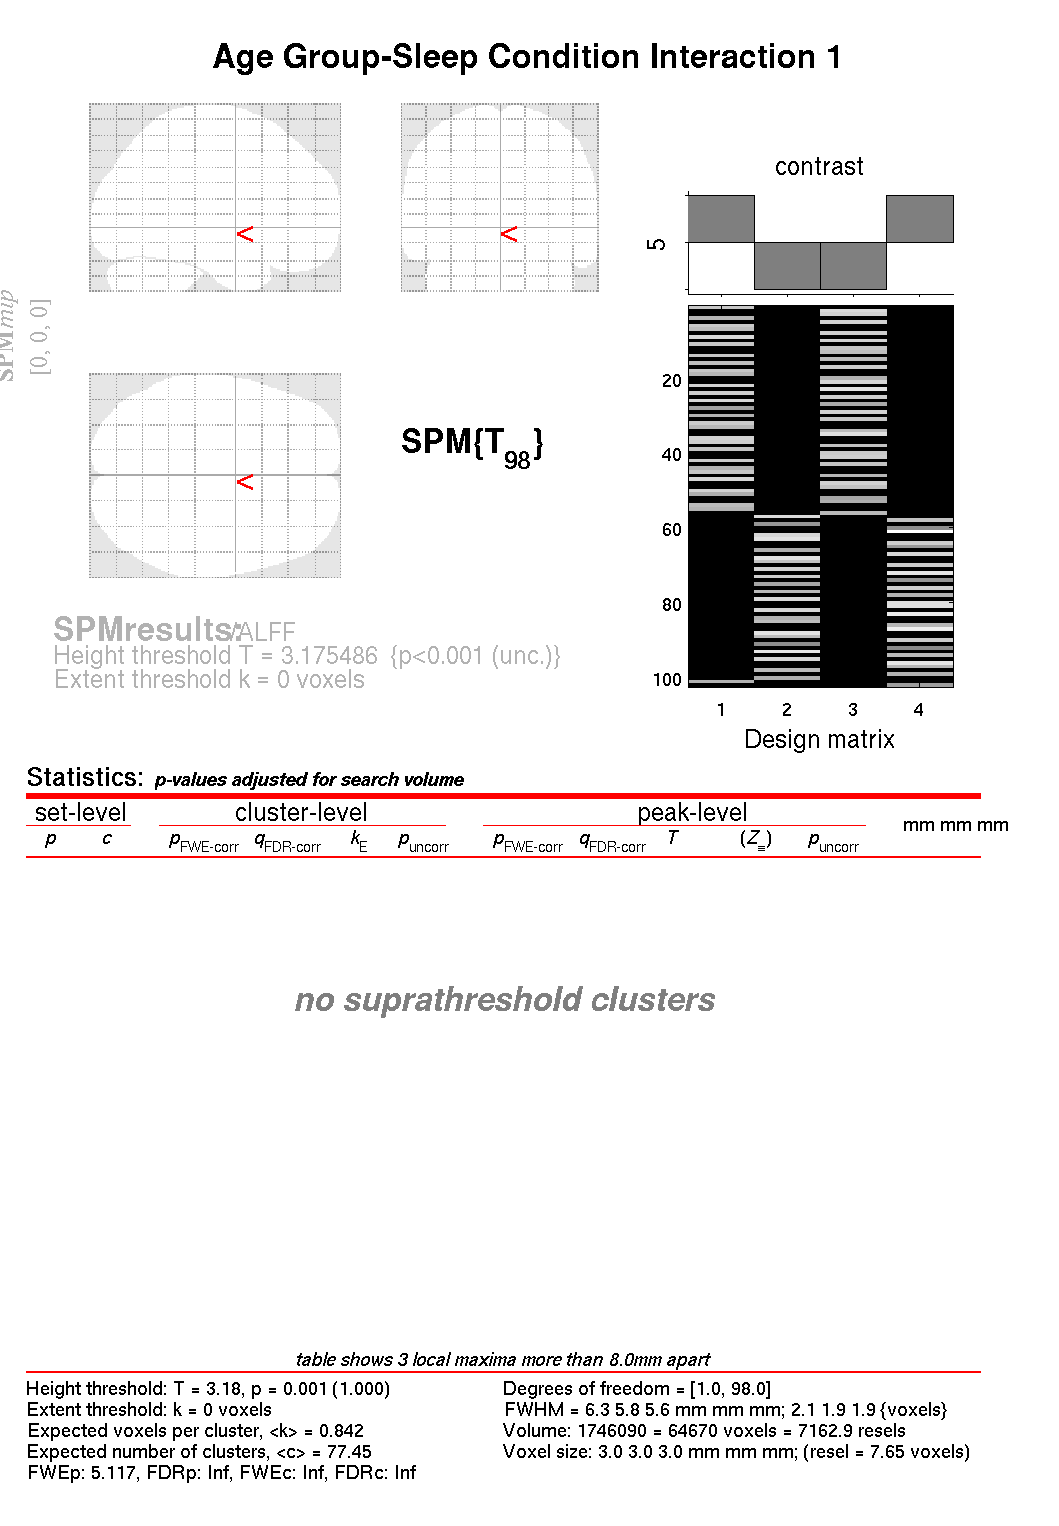 Age Group-Sleep Condition Interaction 1
SPMmip
[0, 0, 0]
<
<
<
SPM{T98}
contrast
5
20
40
60
80
100
1 2 3 4
Design matrix
SPMresults: ./ALFF
Height threshold T = 3.175486 {p<0.001 (unc.)}
Extent threshold k = 0 voxels
Statistics: p-values adjusted for search volume
set-level cluster-level peak-level mm mm mm
p c pFWE-corr qFDR-corr kE puncorr pFWE-corr qFDR-corr T (Z≡) puncorr
no suprathreshold clusters
table shows 3 local maxima more than 8.0mm apart
Height threshold: T = 3.18, p = 0.001 (1.000)
Extent threshold: k = 0 voxels
Expected voxels per cluster, <k> = 0.842
Expected number of clusters, <c> = 77.45
FWEp: 5.117, FDRp: Inf, FWEc: Inf, FDRc: Inf
Degrees of freedom = [1.0, 98.0]
FWHM = 6.3 5.8 5.6 mm mm mm; 2.1 1.9 1.9 {voxels}
Volume: 1746090 = 64670 voxels = 7162.9 resels
Voxel size: 3.0 3.0 3.0 mm mm mm; (resel = 7.65 voxels)